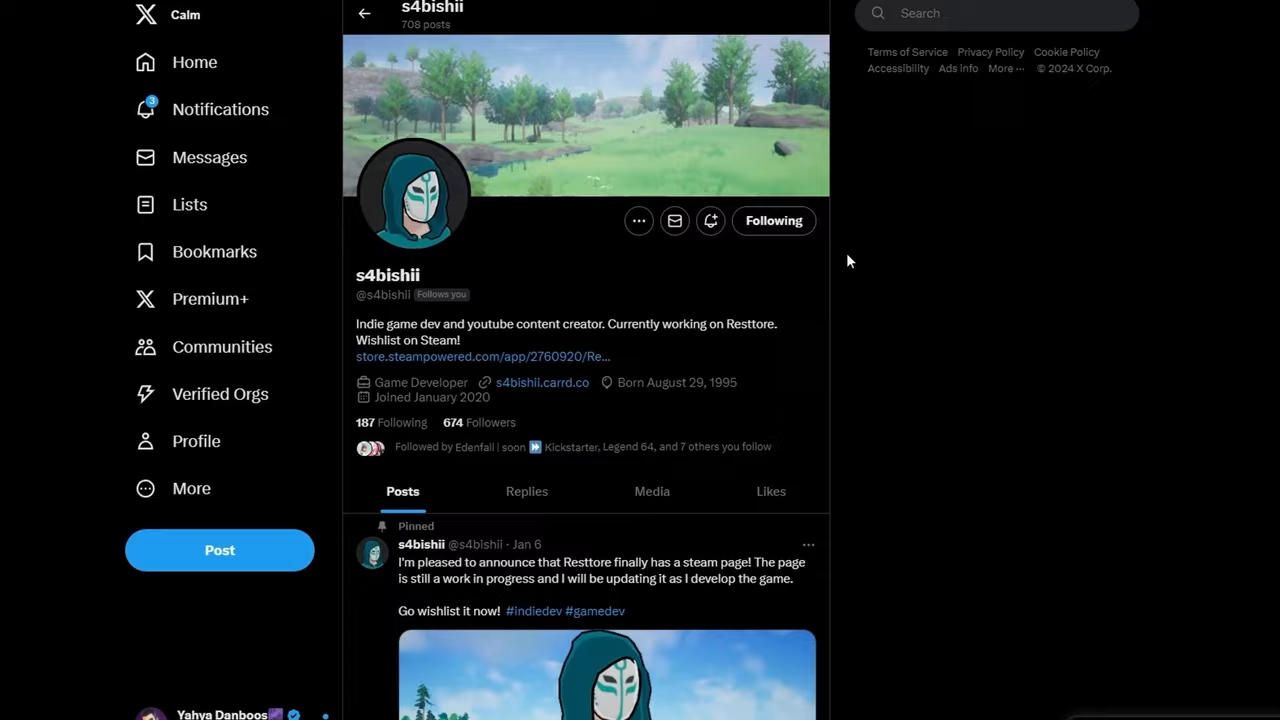 Calm
Home
3
Notifications
Messages
Lists
Bookmarks
Premium+
Communities
Verified Orgs
Profile
More
Post
Yahya Danboos
s4bishii
708 posts
Following
s4bishii
@s4bishii Follows you
Indie game dev and youtube content creator. Currently working on Resttore.
Wishlist on Steam!
store.steampowered.com/app/2760920/Re...
Game Developer s4bishii.carrd.co Born August 29, 1995
Joined January 2020
187 Following 674 Followers
Followed by Edenfall | soon ⏩ Kickstarter, Legend 64, and 7 others you follow
Posts Replies Media Likes
Pinned
s4bishii @s4bishii · Jan 6
I'm pleased to announce that Resttore finally has a steam page! The page
is still a work in progress and I will be updating it as I develop the game.
Go wishlist it now! #indiedev #gamedev
Search
Terms of Service Privacy Policy Cookie Policy
Accessibility Ads info More ··· © 2024 X Corp.